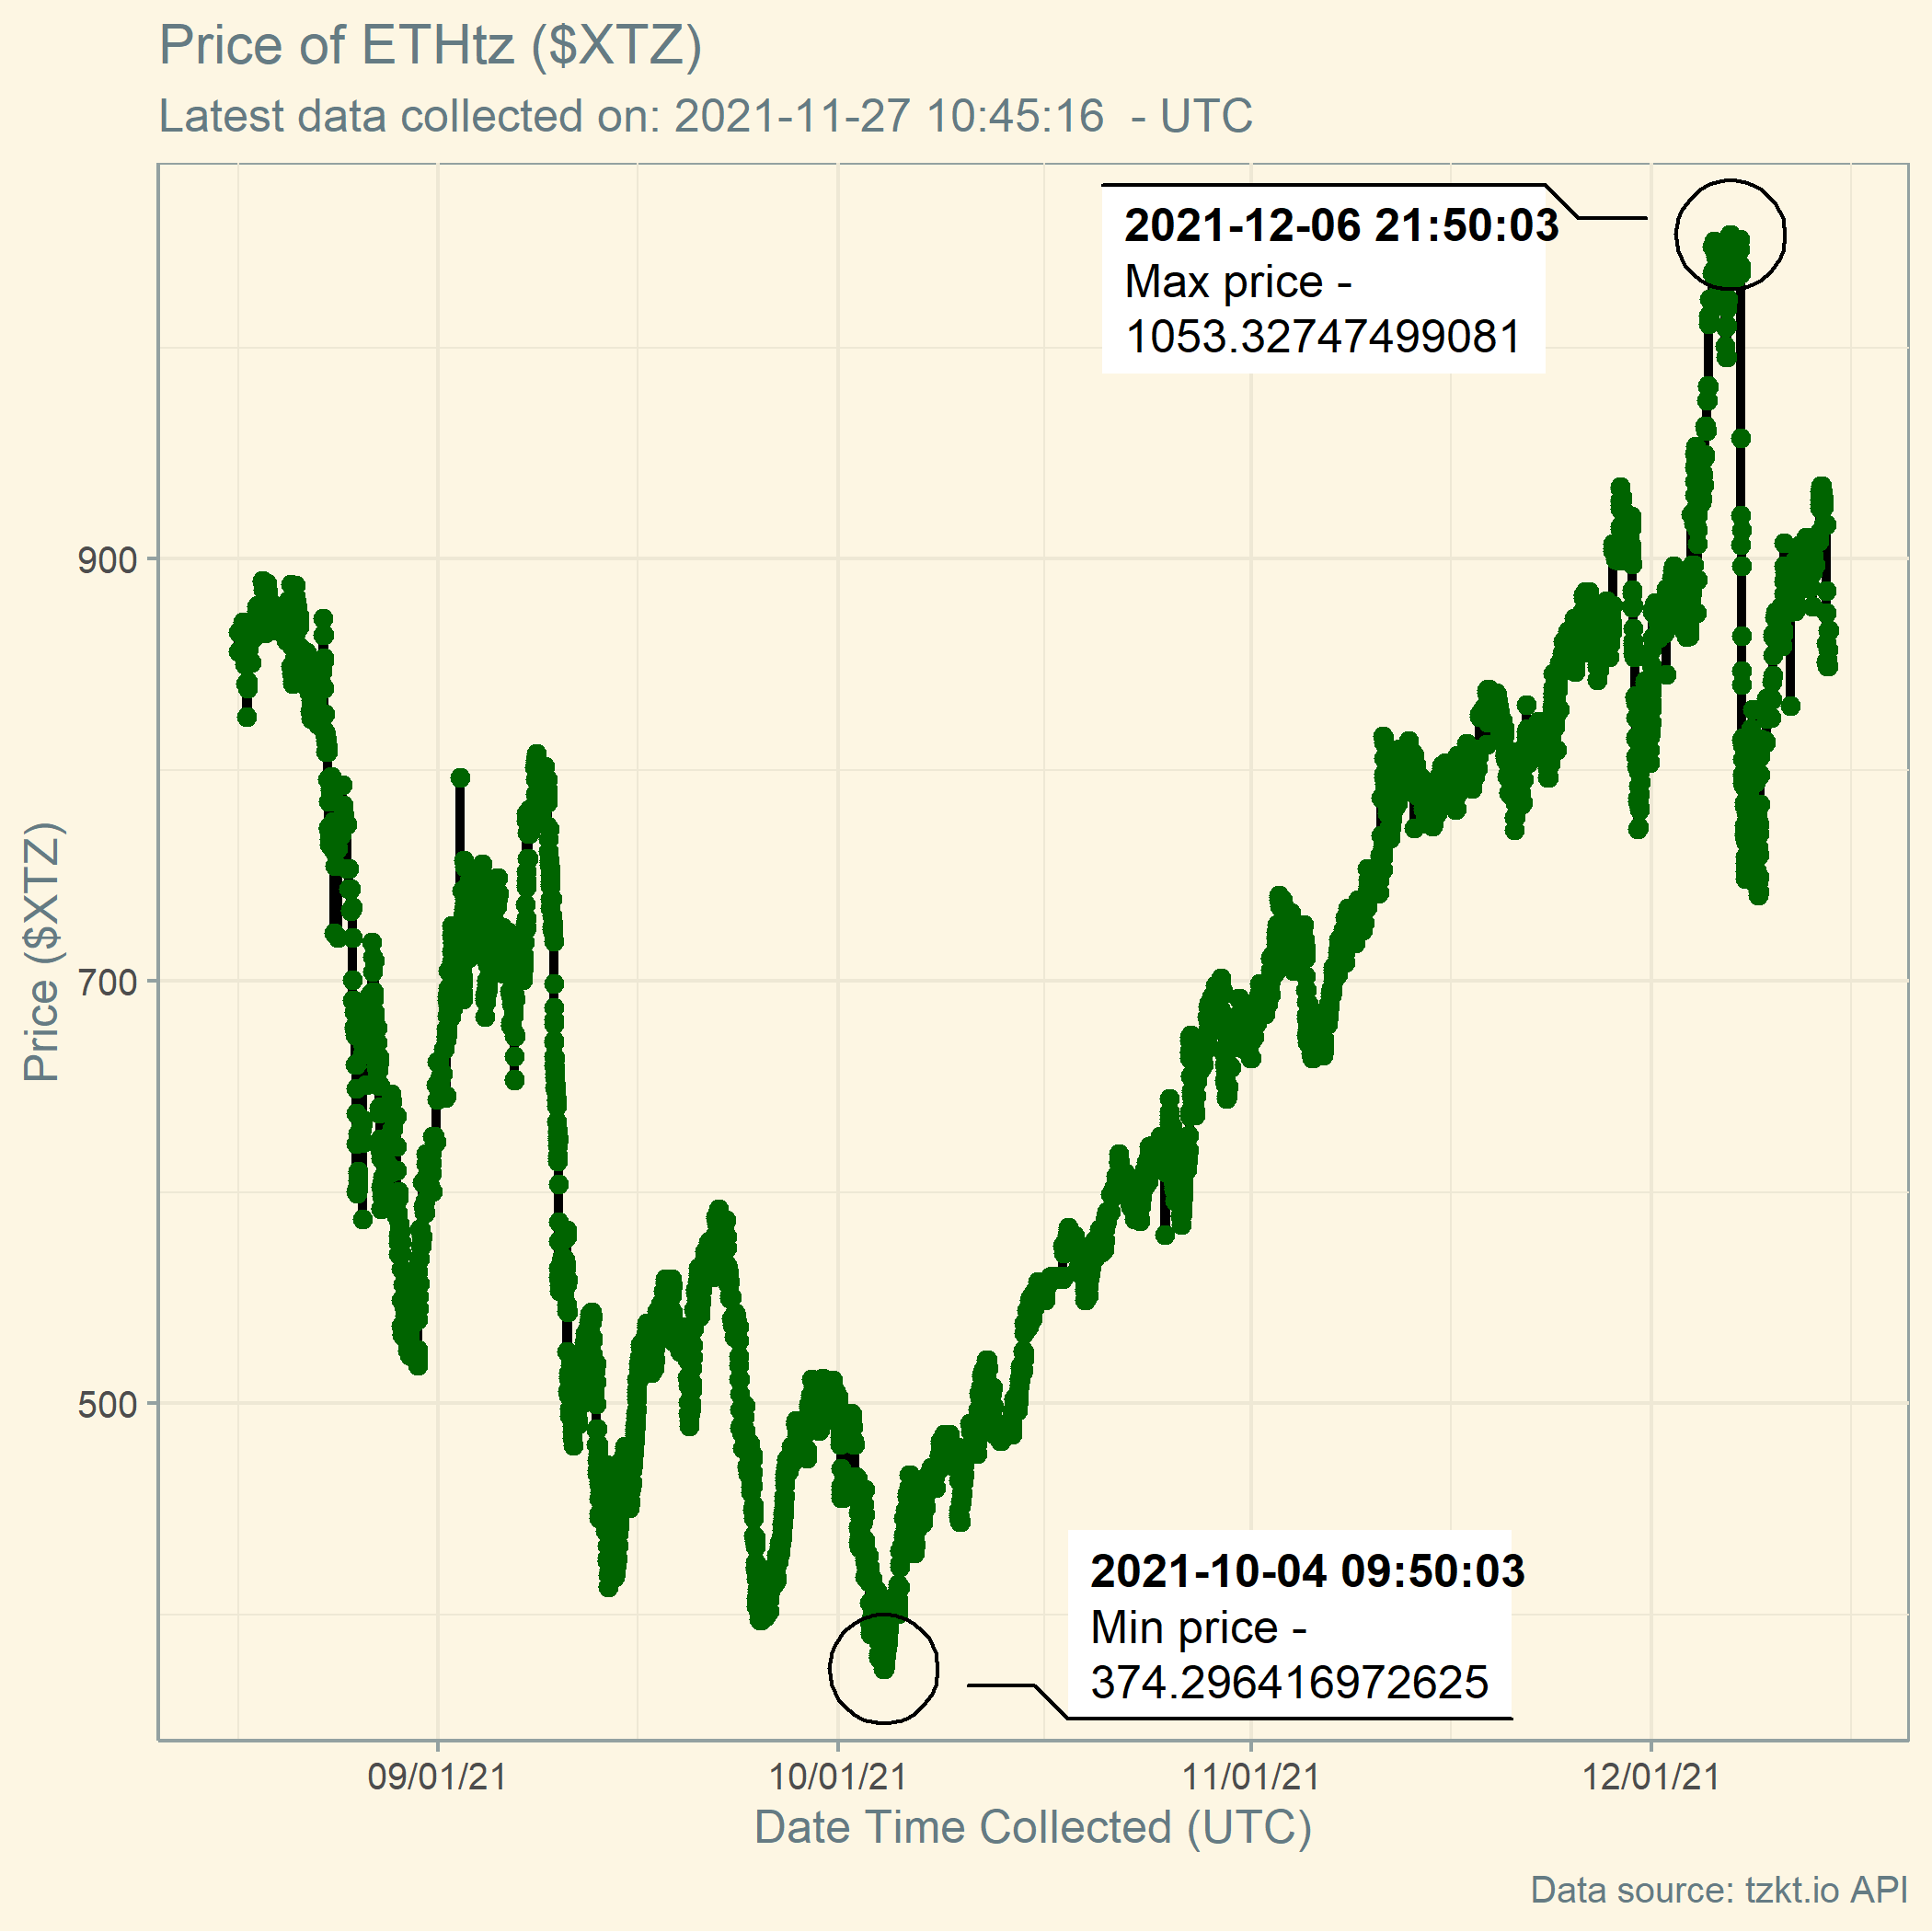 Price of ETHtz ($XTZ)
Latest data collected on: 2021-11-27 10:45:16  - UTC
2021-12-06 21:50:03
Max price -
1053.32747499081
900
700
500
Price ($XTZ)
2021-10-04 09:50:03
Min price -
374.296416972625
09/01/21
10/01/21
11/01/21
12/01/21
Date Time Collected (UTC)
Data source: tzkt.io API